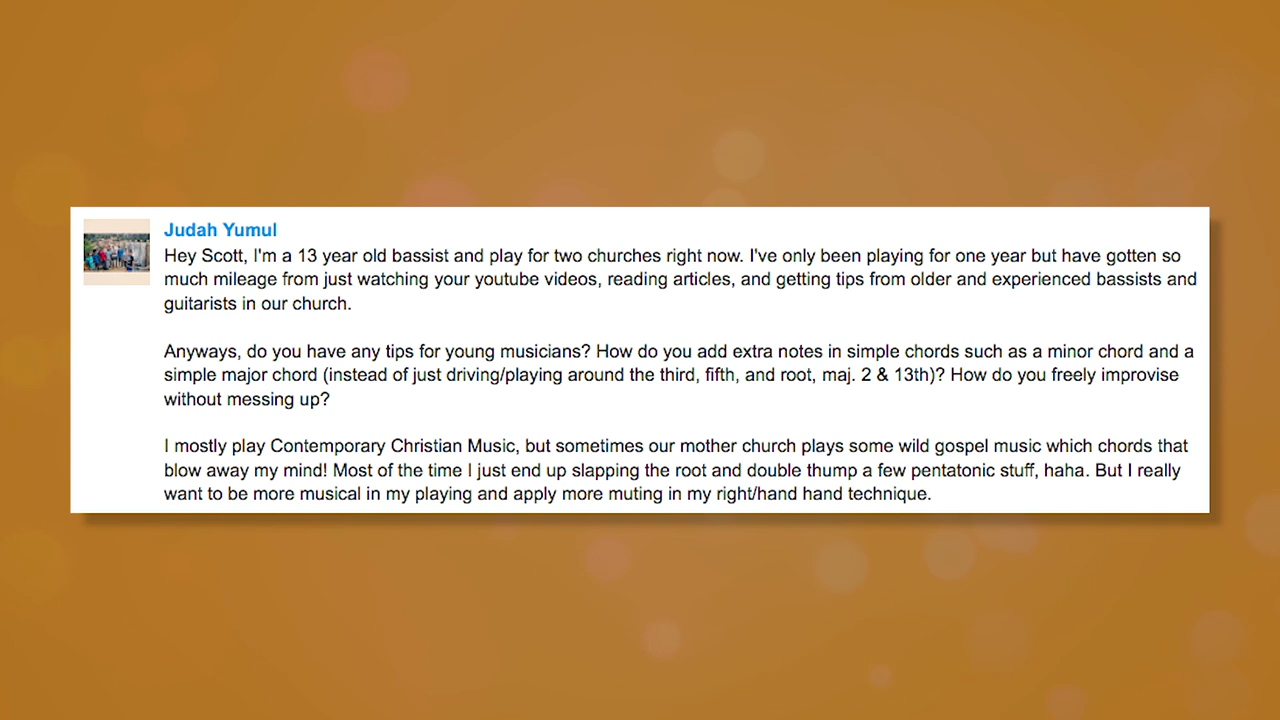 Judah Yumul
Hey Scott, I'm a 13 year old bassist and play for two churches right now. I've only been playing for one year but have gotten so
much mileage from just watching your youtube videos, reading articles, and getting tips from older and experienced bassists and
guitarists in our church.
Anyways, do you have any tips for young musicians? How do you add extra notes in simple chords such as a minor chord and a
simple major chord (instead of just driving/playing around the third, fifth, and root, maj. 2 & 13th)? How do you freely improvise
without messing up?
I mostly play Contemporary Christian Music, but sometimes our mother church plays some wild gospel music which chords that
blow away my mind! Most of the time I just end up slapping the root and double thump a few pentatonic stuff, haha. But I really
want to be more musical in my playing and apply more muting in my right/hand hand technique.